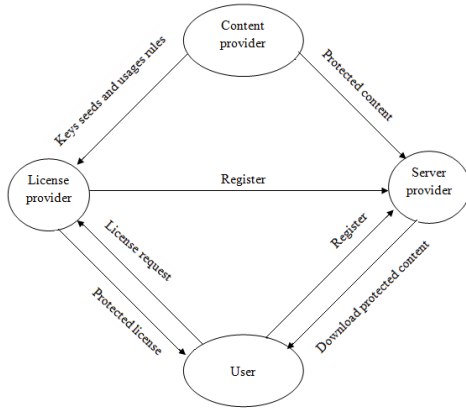 Content
provider
Keys seeds and usages rules
Protected content
License
provider
Register
Server
provider
License request
Register
Protected license
Download protected content
User